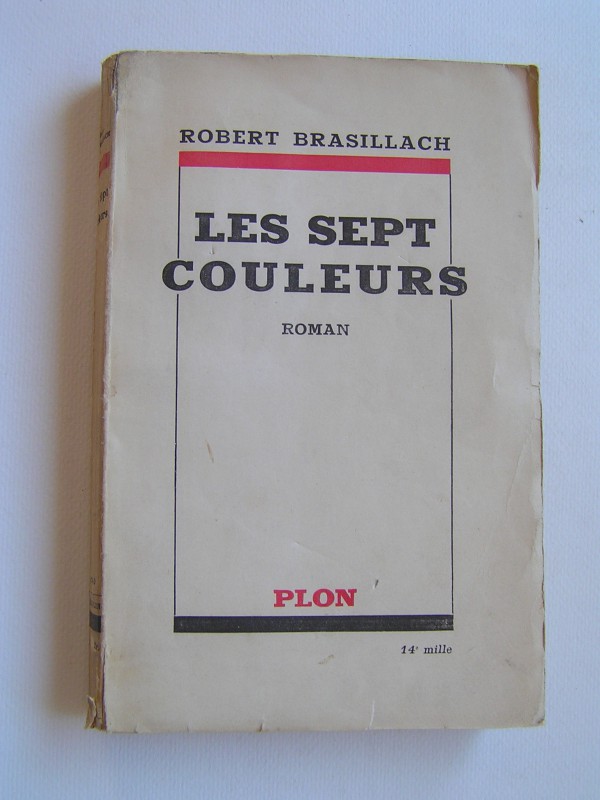 ROBERT BRASILLACH
LES SEPT
COULEURS
ROMAN
PLON
14e mille